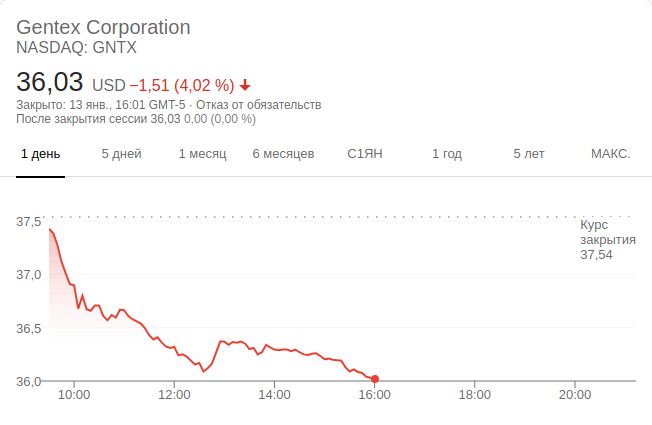 Gentex Corporation
NASDAQ: GNTX
36,03 USD −1,51 (4,02 %)
Закрыто: 13 янв., 16:01 GMT-5 · Отказ от обязательств
После закрытия сессии 36,03 0,00 (0,00 %)
1 день 5 дней 1 месяц 6 месяцев С1ЯН 1 год 5 лет МАКС.
37,5
Курс
закрытия
37,54
37,0
36,5
36,0
10:00 12:00 14:00 16:00 18:00 20:00